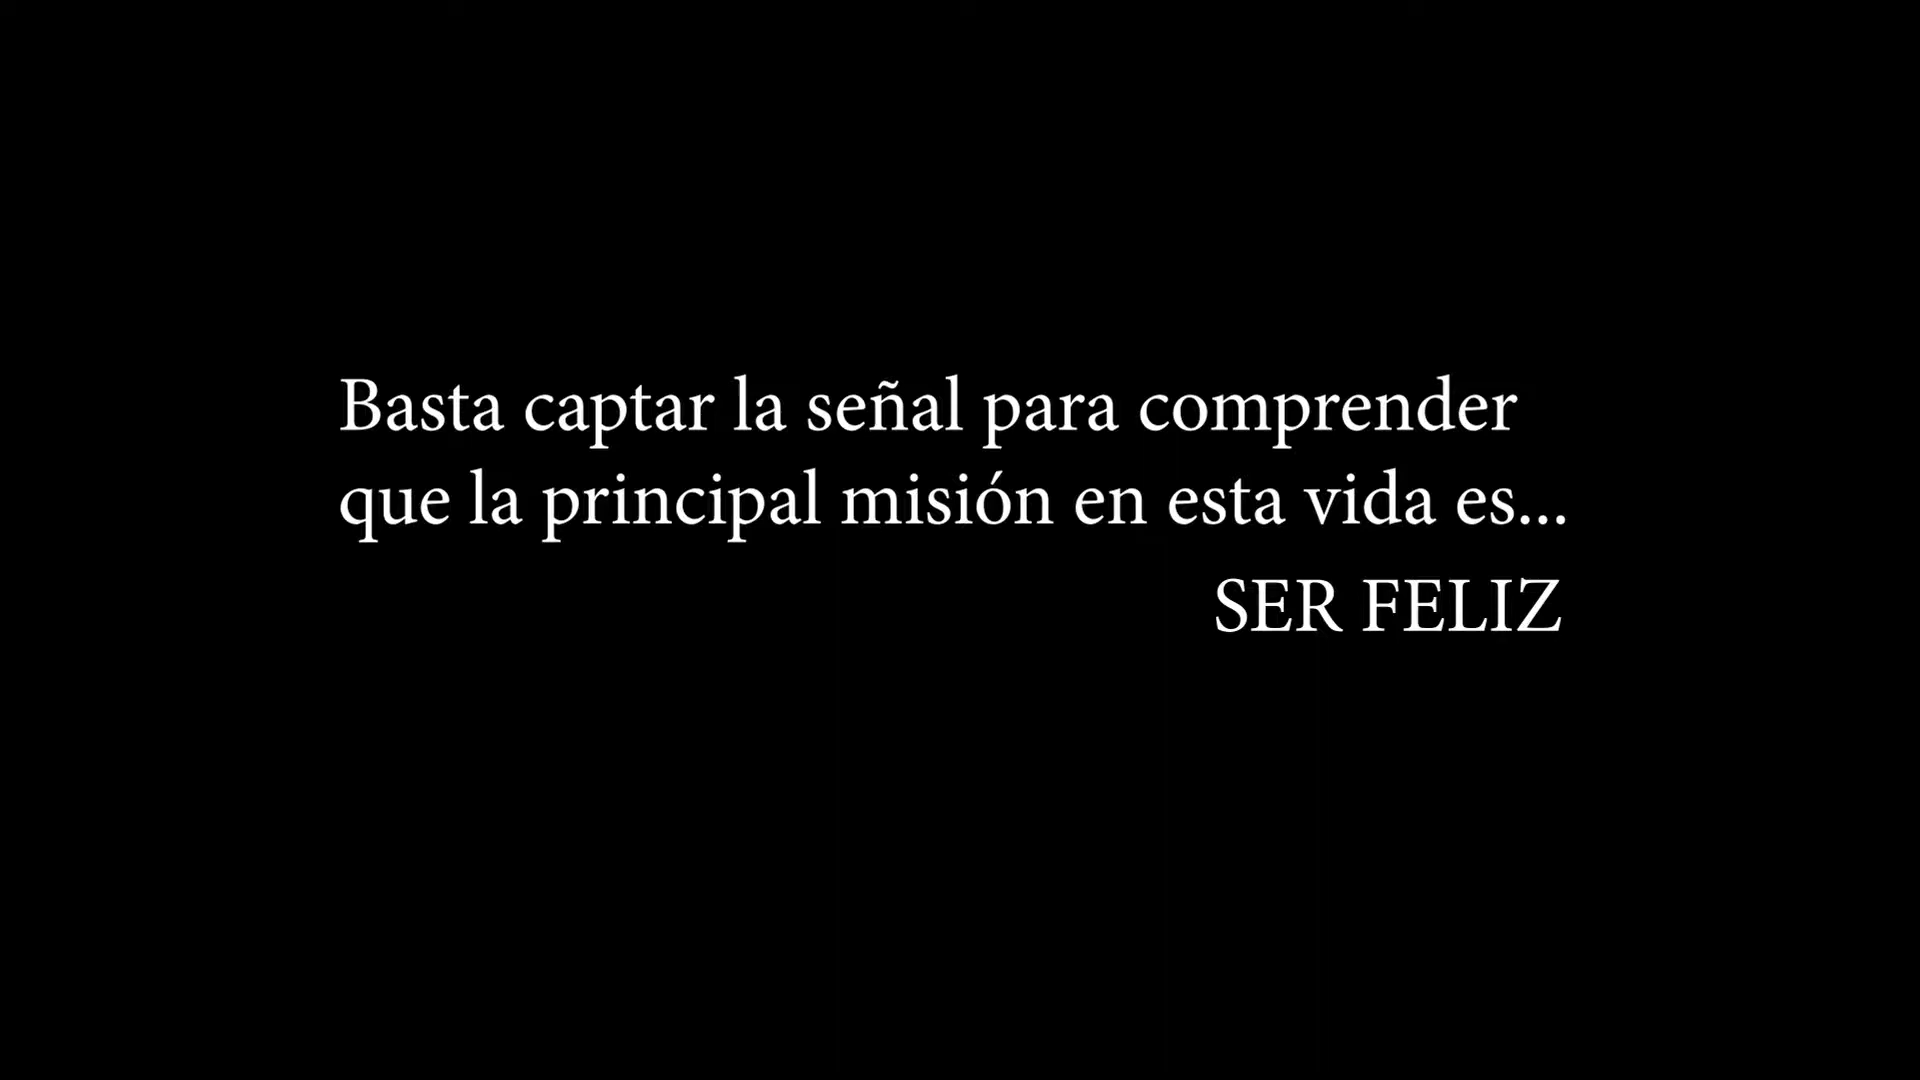 Basta captar la señal para comprender
que la principal misión en esta vida es...
SER FELIZ